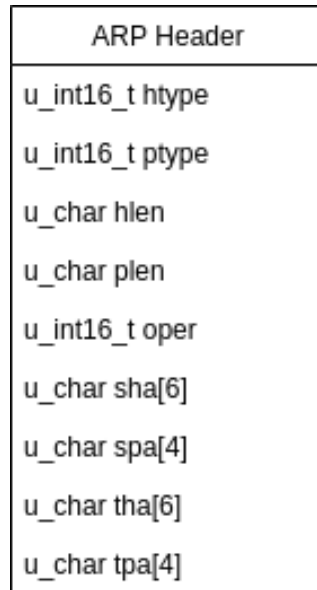 ARP Header
u_int16_t htype
u_int16_t ptype
u_char hlen
u_char plen
u_int16_t oper
u_char sha[6]
u_char spa[4]
u_char tha[6]
u_char tpa[4]